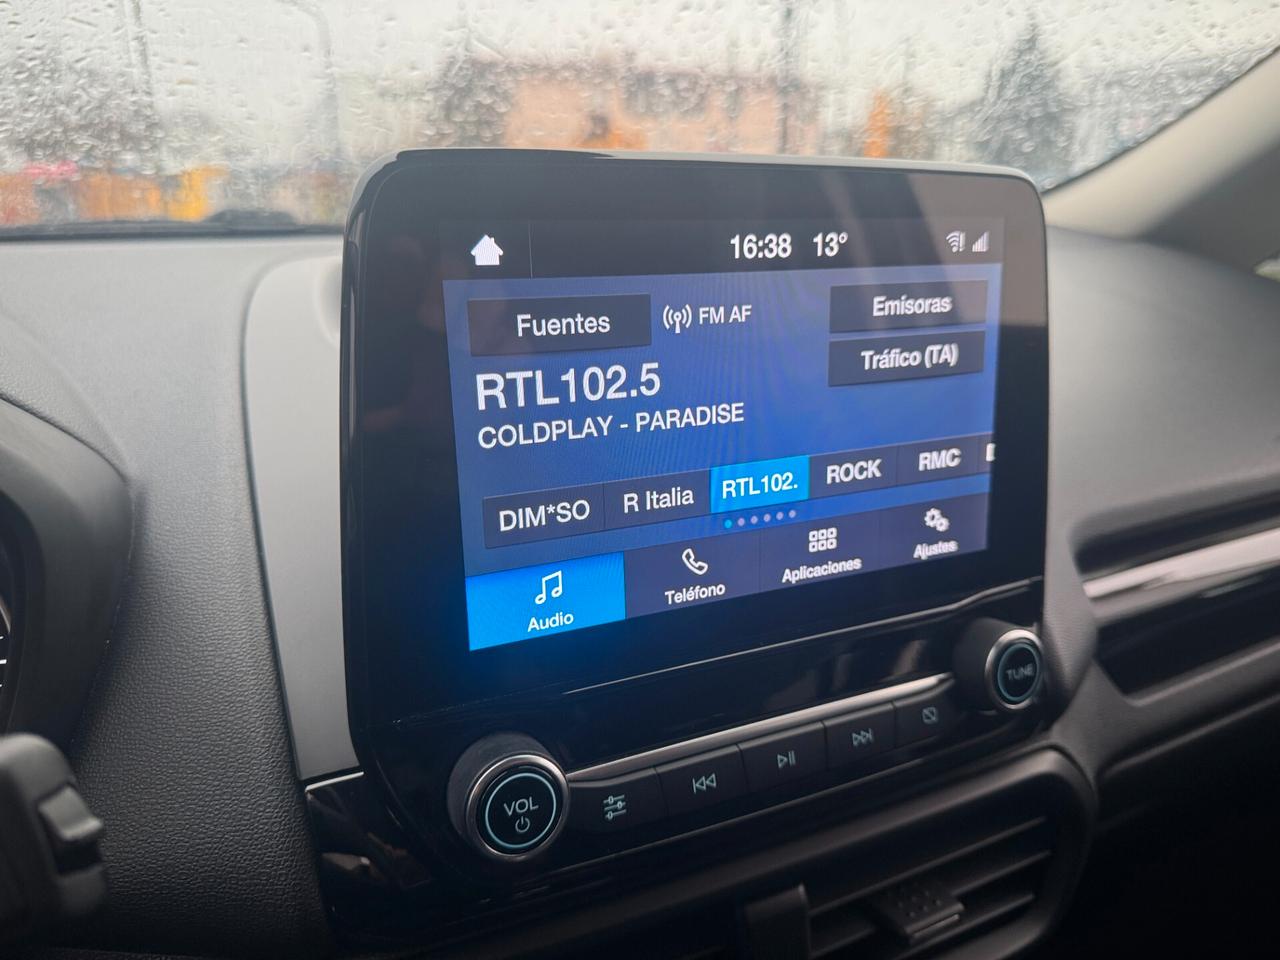 16:38 13°
Fuentes
FM AF
Emisoras
Tráfico (TA)
RTL102.5
COLDPLAY - PARADISE
DIM*SO
R Italia
RTL102.
ROCK
RMC
Audio
Teléfono
Aplicaciones
Ajustes
VOL
TUNE